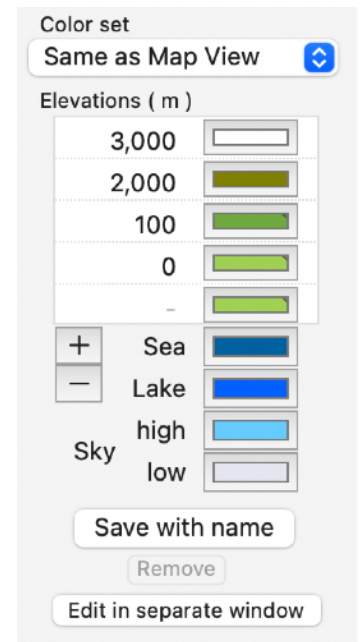 Color set
Same as Map View
Elevations ( m )
3,000
2,000
100
0
-
+ Sea
− Lake
Sky high
low
Save with name
Remove
Edit in separate window